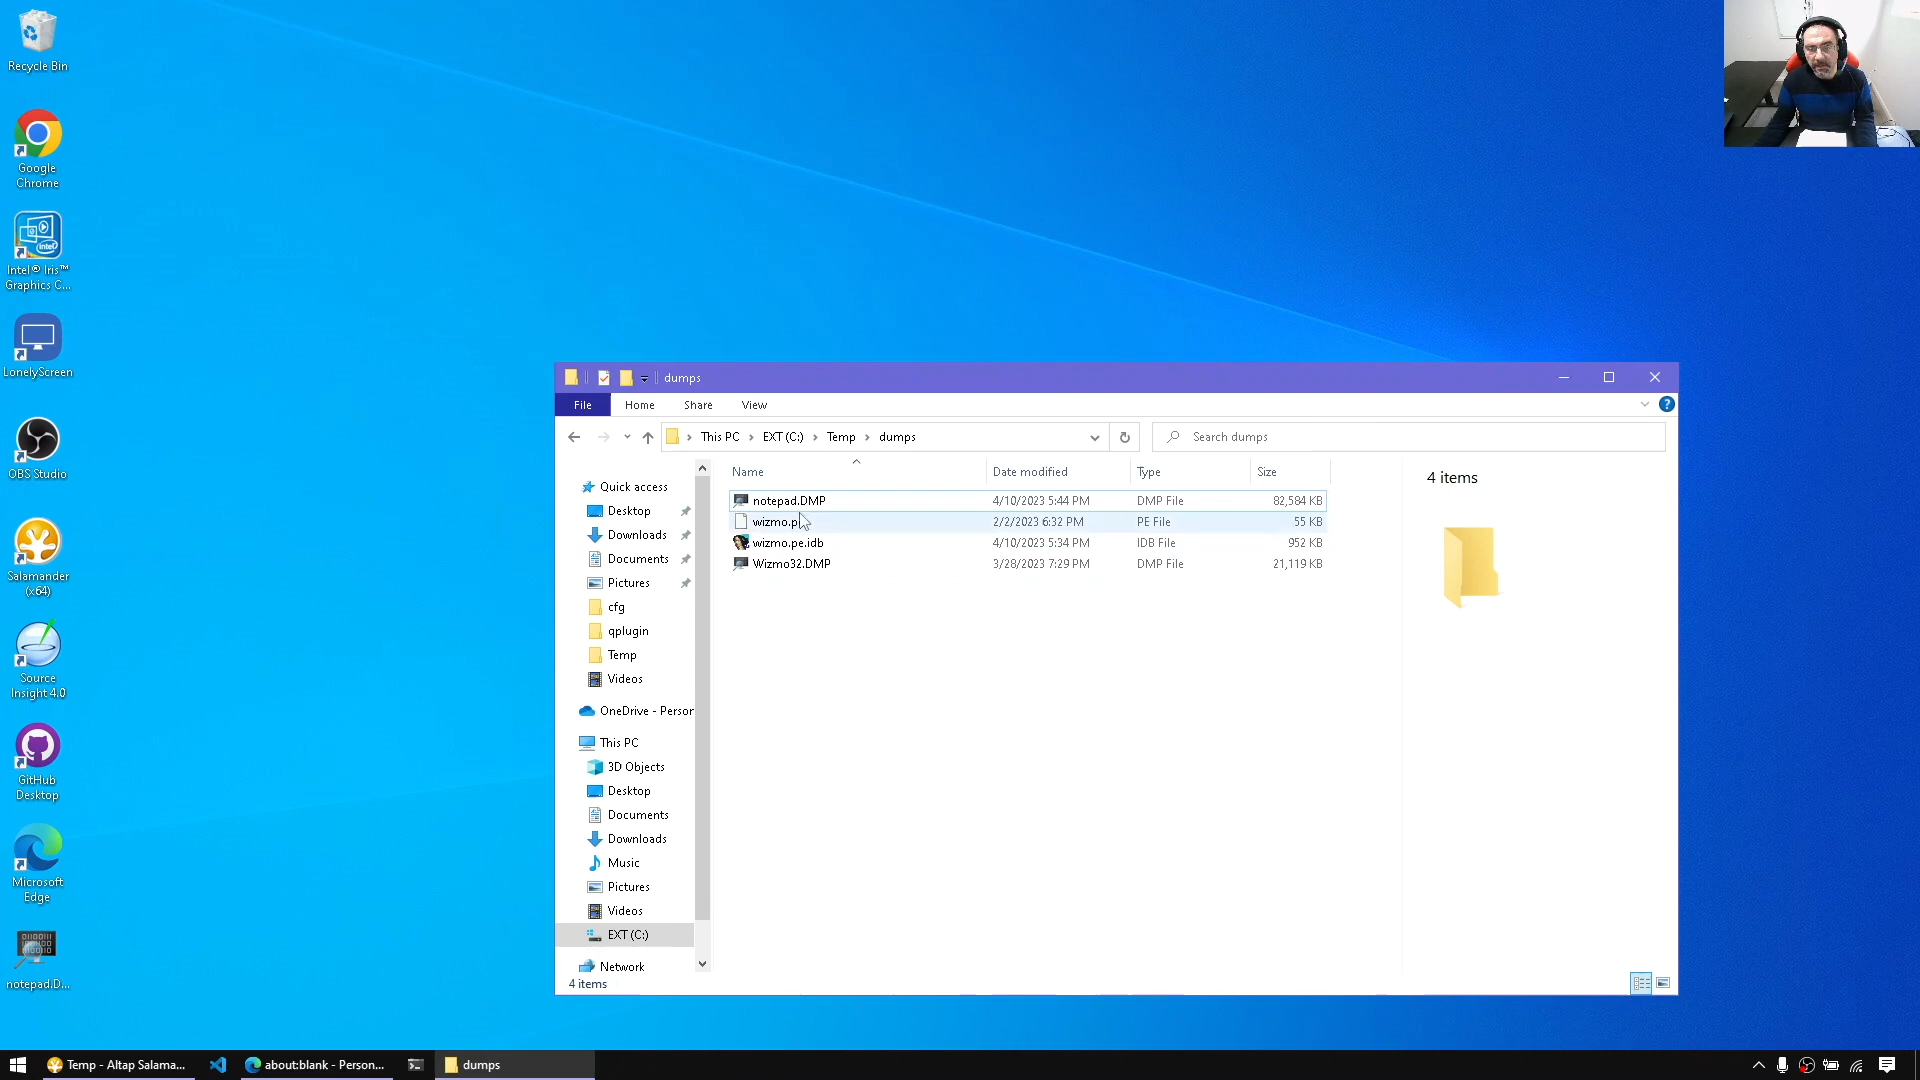 Recycle Bin
Google
Chrome
Intel® Iris™
Graphics C...
LonelyScreen
OBS Studio
Salamander
(x64)
Source
Insight 4.0
GitHub
Desktop
Microsoft
Edge
notepad.D...
dumps
File
Home
Share
View
This PC
EXT (C:)
Temp
dumps
Search dumps
Quick access
Desktop
Downloads
Documents
Pictures
cfg
qplugin
Temp
Videos
OneDrive - Person
This PC
3D Objects
Desktop
Documents
Downloads
Music
Pictures
Videos
EXT (C:)
Network
Name Date modified Type Size
notepad.DMP 4/10/2023 5:44 PM DMP File 82,584 KB
2/2/2023 6:32 PM PE File 55 KB
wizmo.pe.idb 4/10/2023 5:34 PM IDB File 952 KB
Wizmo32.DMP 3/28/2023 7:29 PM DMP File 21,119 KB
4 items
4 items
Temp - Altap Salama...
about:blank - Person...
dumps